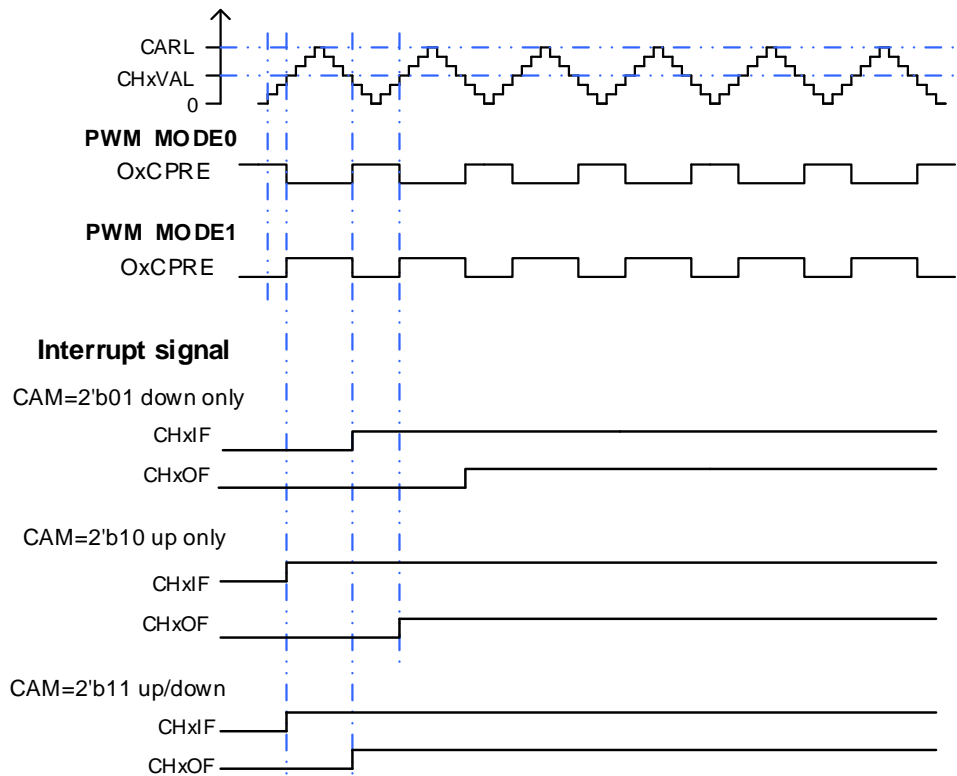 CARL
CHxVAL
0
PWM MODE0
OxCPRE
PWM MODE1
OxCPRE
Interrupt signal
CAM=2'b01 down only
CHxIF
CHxOF
CAM=2'b10 up only
CHxIF
CHxOF
CAM=2'b11 up/down
CHxIF
CHxOF